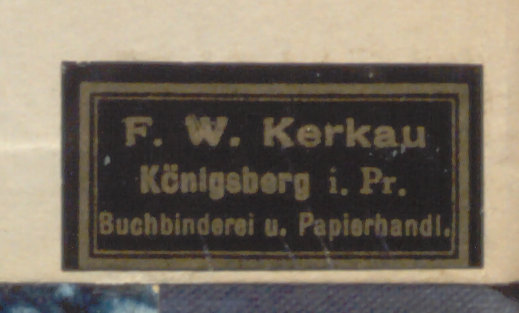 F. W. Kerkau
Königsberg i. Pr.
Buchbinderei u. Papierhandl.